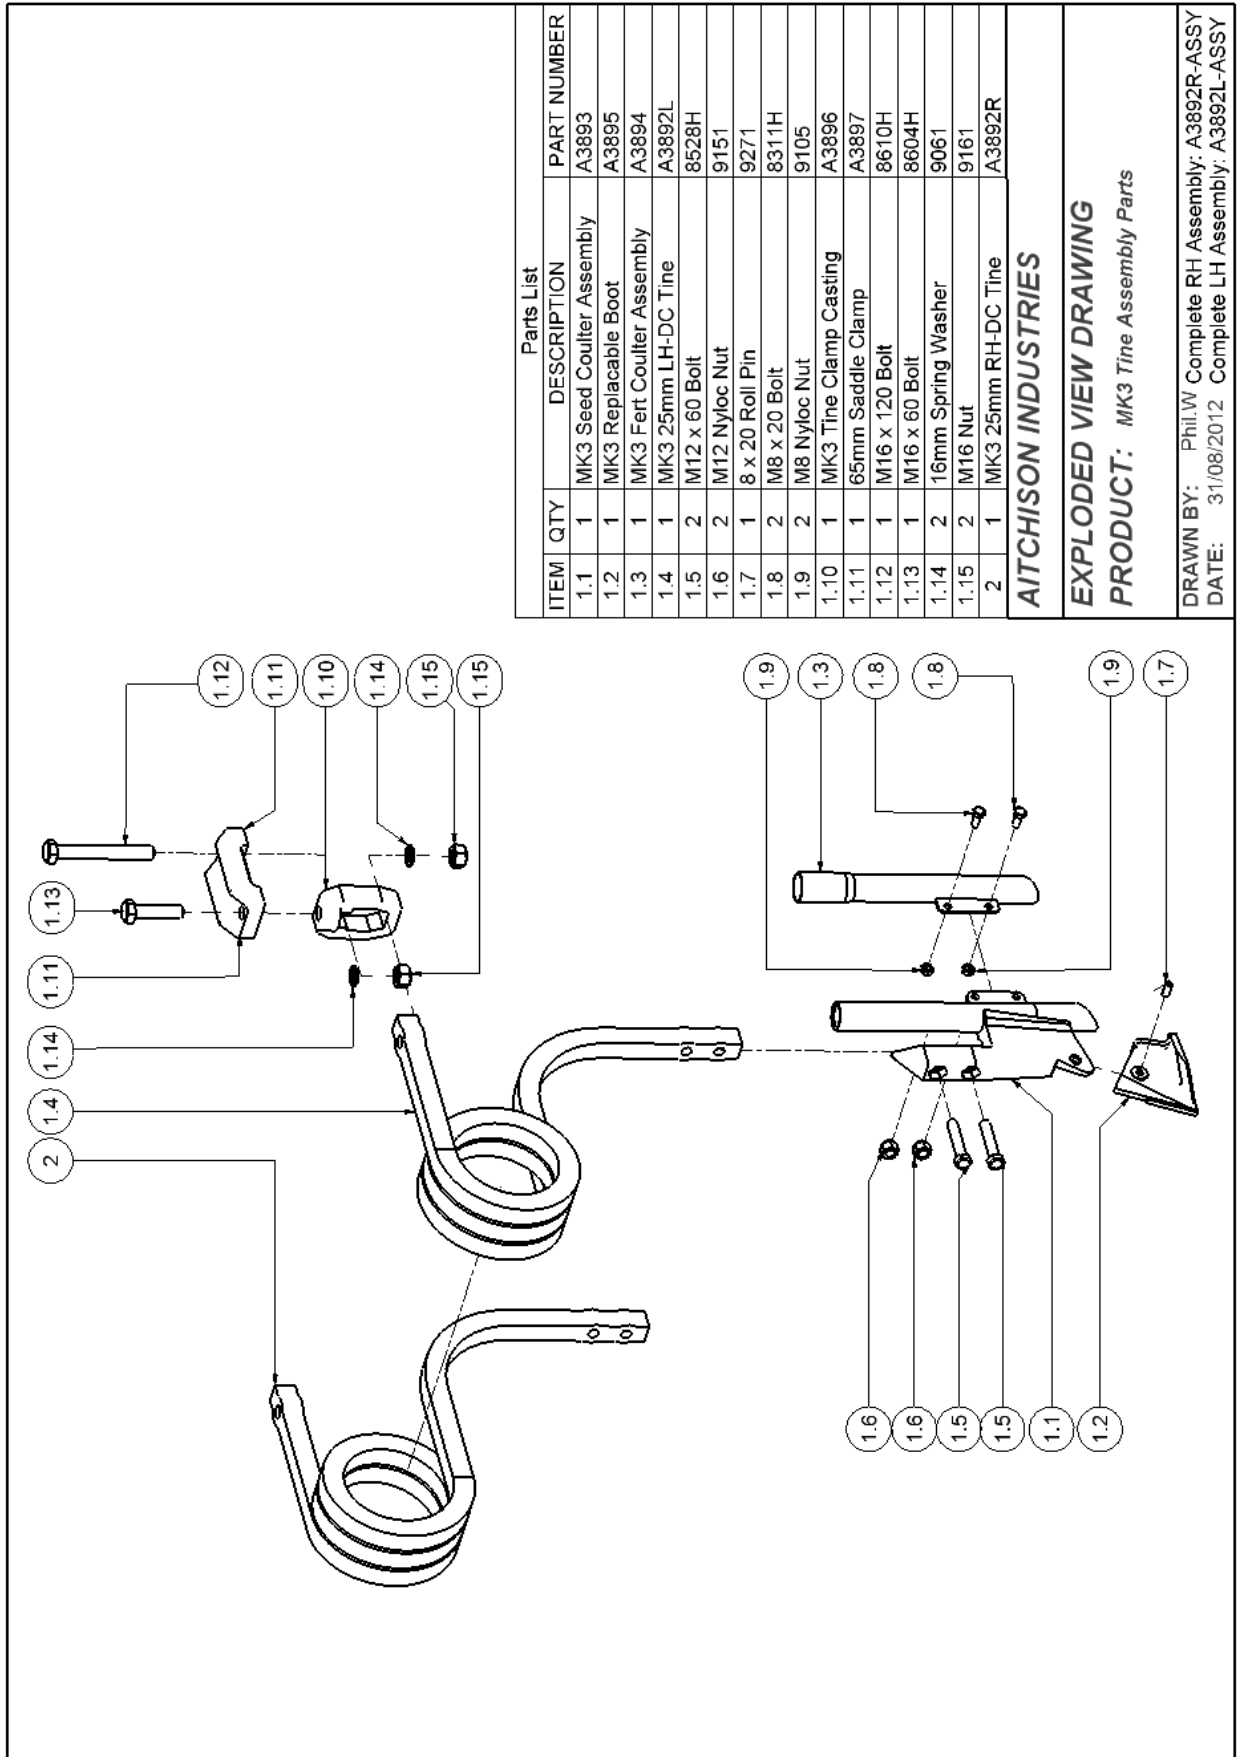 1.12
1.11
1.10
1.14
1.15
1.15
1.13
1.11
1.14
1.4
2
1.9
1.3
1.8
1.8
1.9
1.7
1.6
1.6
1.5
1.5
1.1
1.2
Parts List
ITEM QTY DESCRIPTION PART NUMBER
1.1 1 MK3 Seed Coulter Assembly A3893
1.2 1 MK3 Replacable Boot A3895
1.3 1 MK3 Fert Coulter Assembly A3894
1.4 1 MK3 25mm LH-DC Tine A3892L
1.5 2 M12 x 60 Bolt 8528H
1.6 2 M12 Nyloc Nut 9151
1.7 1 8 x 20 Roll Pin 9271
1.8 2 M8 x 20 Bolt 8311H
1.9 2 M8 Nyloc Nut 9105
1.10 1 MK3 Tine Clamp Casting A3896
1.11 1 65mm Saddle Clamp A3897
1.12 1 M16 x 120 Bolt 8610H
1.13 1 M16 x 60 Bolt 8604H
1.14 2 16mm Spring Washer 9061
1.15 2 M16 Nut 9161
2 1 MK3 25mm RH-DC Tine A3892R
AITCHISON INDUSTRIES
EXPLODED VIEW DRAWING
PRODUCT: MK3 Tine Assembly Parts
DRAWN BY: Phil.W Complete RH Assembly: A3892R-ASSY
DATE: 31/08/2012 Complete LH Assembly: A3892L-ASSY